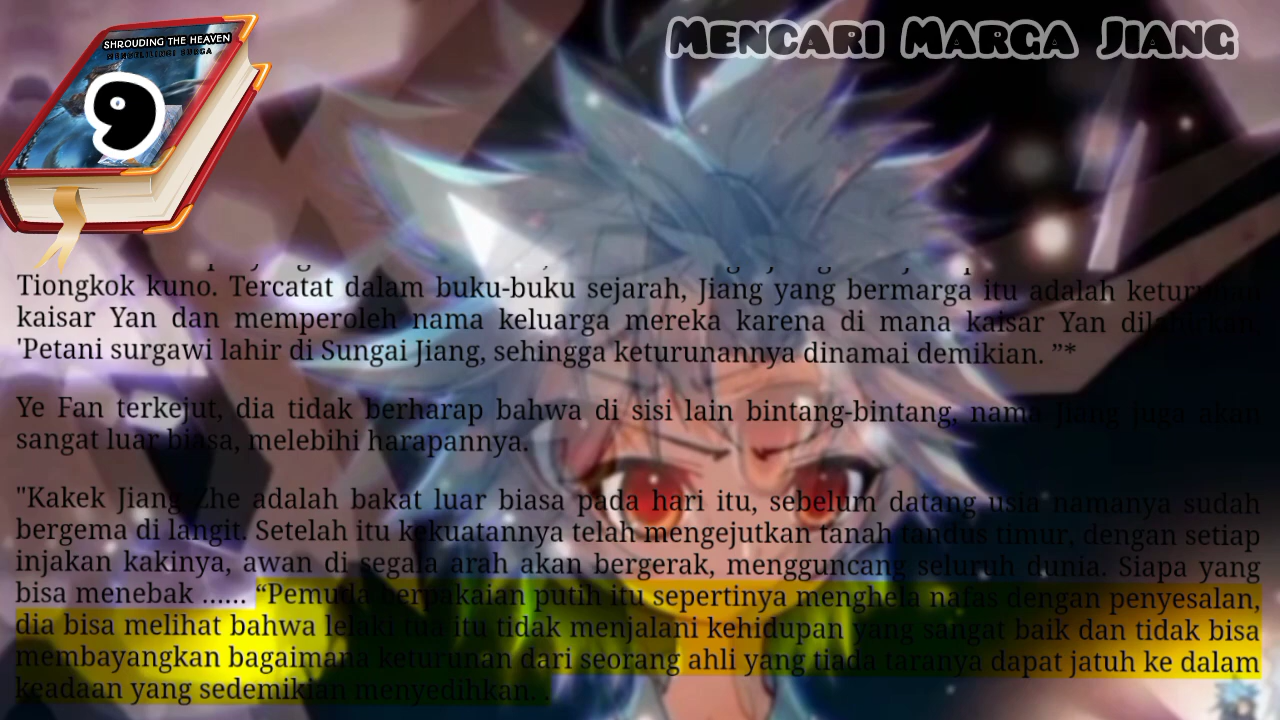 SHROUDING THE HEAVEN
MENYELUBUNGI SURGA
9
Mencari Marga Jiang
Tiongkok kuno. Tercatat dalam buku-buku sejarah, Jiang yang bermarga itu adalah keturunan
kaisar Yan dan memperoleh nama keluarga mereka karena di mana kaisar Yan dilahirkan.
'Petani surgawi lahir di Sungai Jiang, sehingga keturunannya dinamai demikian. ”*
Ye Fan terkejut, dia tidak berharap bahwa di sisi lain bintang-bintang, nama Jiang juga akan
sangat luar biasa, melebihi harapannya.
"Kakek Jiang Zhe adalah bakat luar biasa pada hari itu, sebelum datang usia namanya sudah
bergema di langit. Setelah itu kekuatannya telah mengejutkan tanah tandus timur, dengan setiap
injakan kakinya, awan di segala arah akan bergerak, mengguncang seluruh dunia. Siapa yang
bisa menebak ...... “Pemuda berpakaian putih itu sepertinya menghela nafas dengan penyesalan,
dia bisa melihat bahwa lelaki tua itu tidak menjalani kehidupan yang sangat baik dan tidak bisa
membayangkan bagaimana keturunan dari seorang ahli yang tiada taranya dapat jatuh ke dalam
keadaan yang sedemikian menyedihkan. .